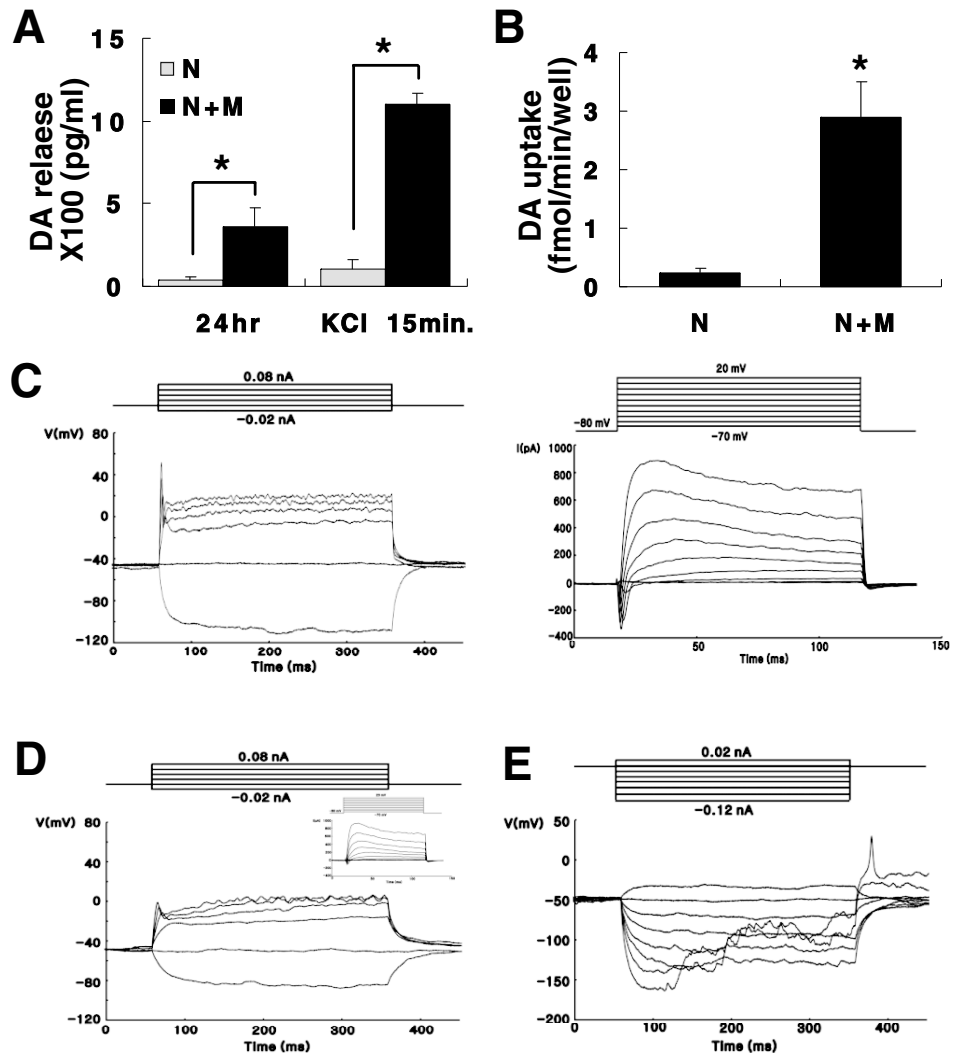 A
15
10
5
0
DA relaese
X100 (pg/ml)
N
N+M
*
*
24hr
KCl 15min.
B
4
3
2
1
0
DA uptake
(fmol/min/well)
*
N
N+M
C
0.08 nA
−0.02 nA
V(mV)
80
40
0
−40
−80
−120
0
100
200
300
400
Time (ms)
20 mV
−80 mV
−70 mV
I(pA)
1000
800
600
400
200
0
−200
−400
0
50
100
150
Time (ms)
D
0.08 nA
−0.02 nA
V(mV)
80
40
0
−40
−80
−120
0
100
200
300
400
Time (ms)
E
0.02 nA
−0.12 nA
V(mV)
50
0
−50
−100
−150
−200
0
100
200
300
400
Time (ms)